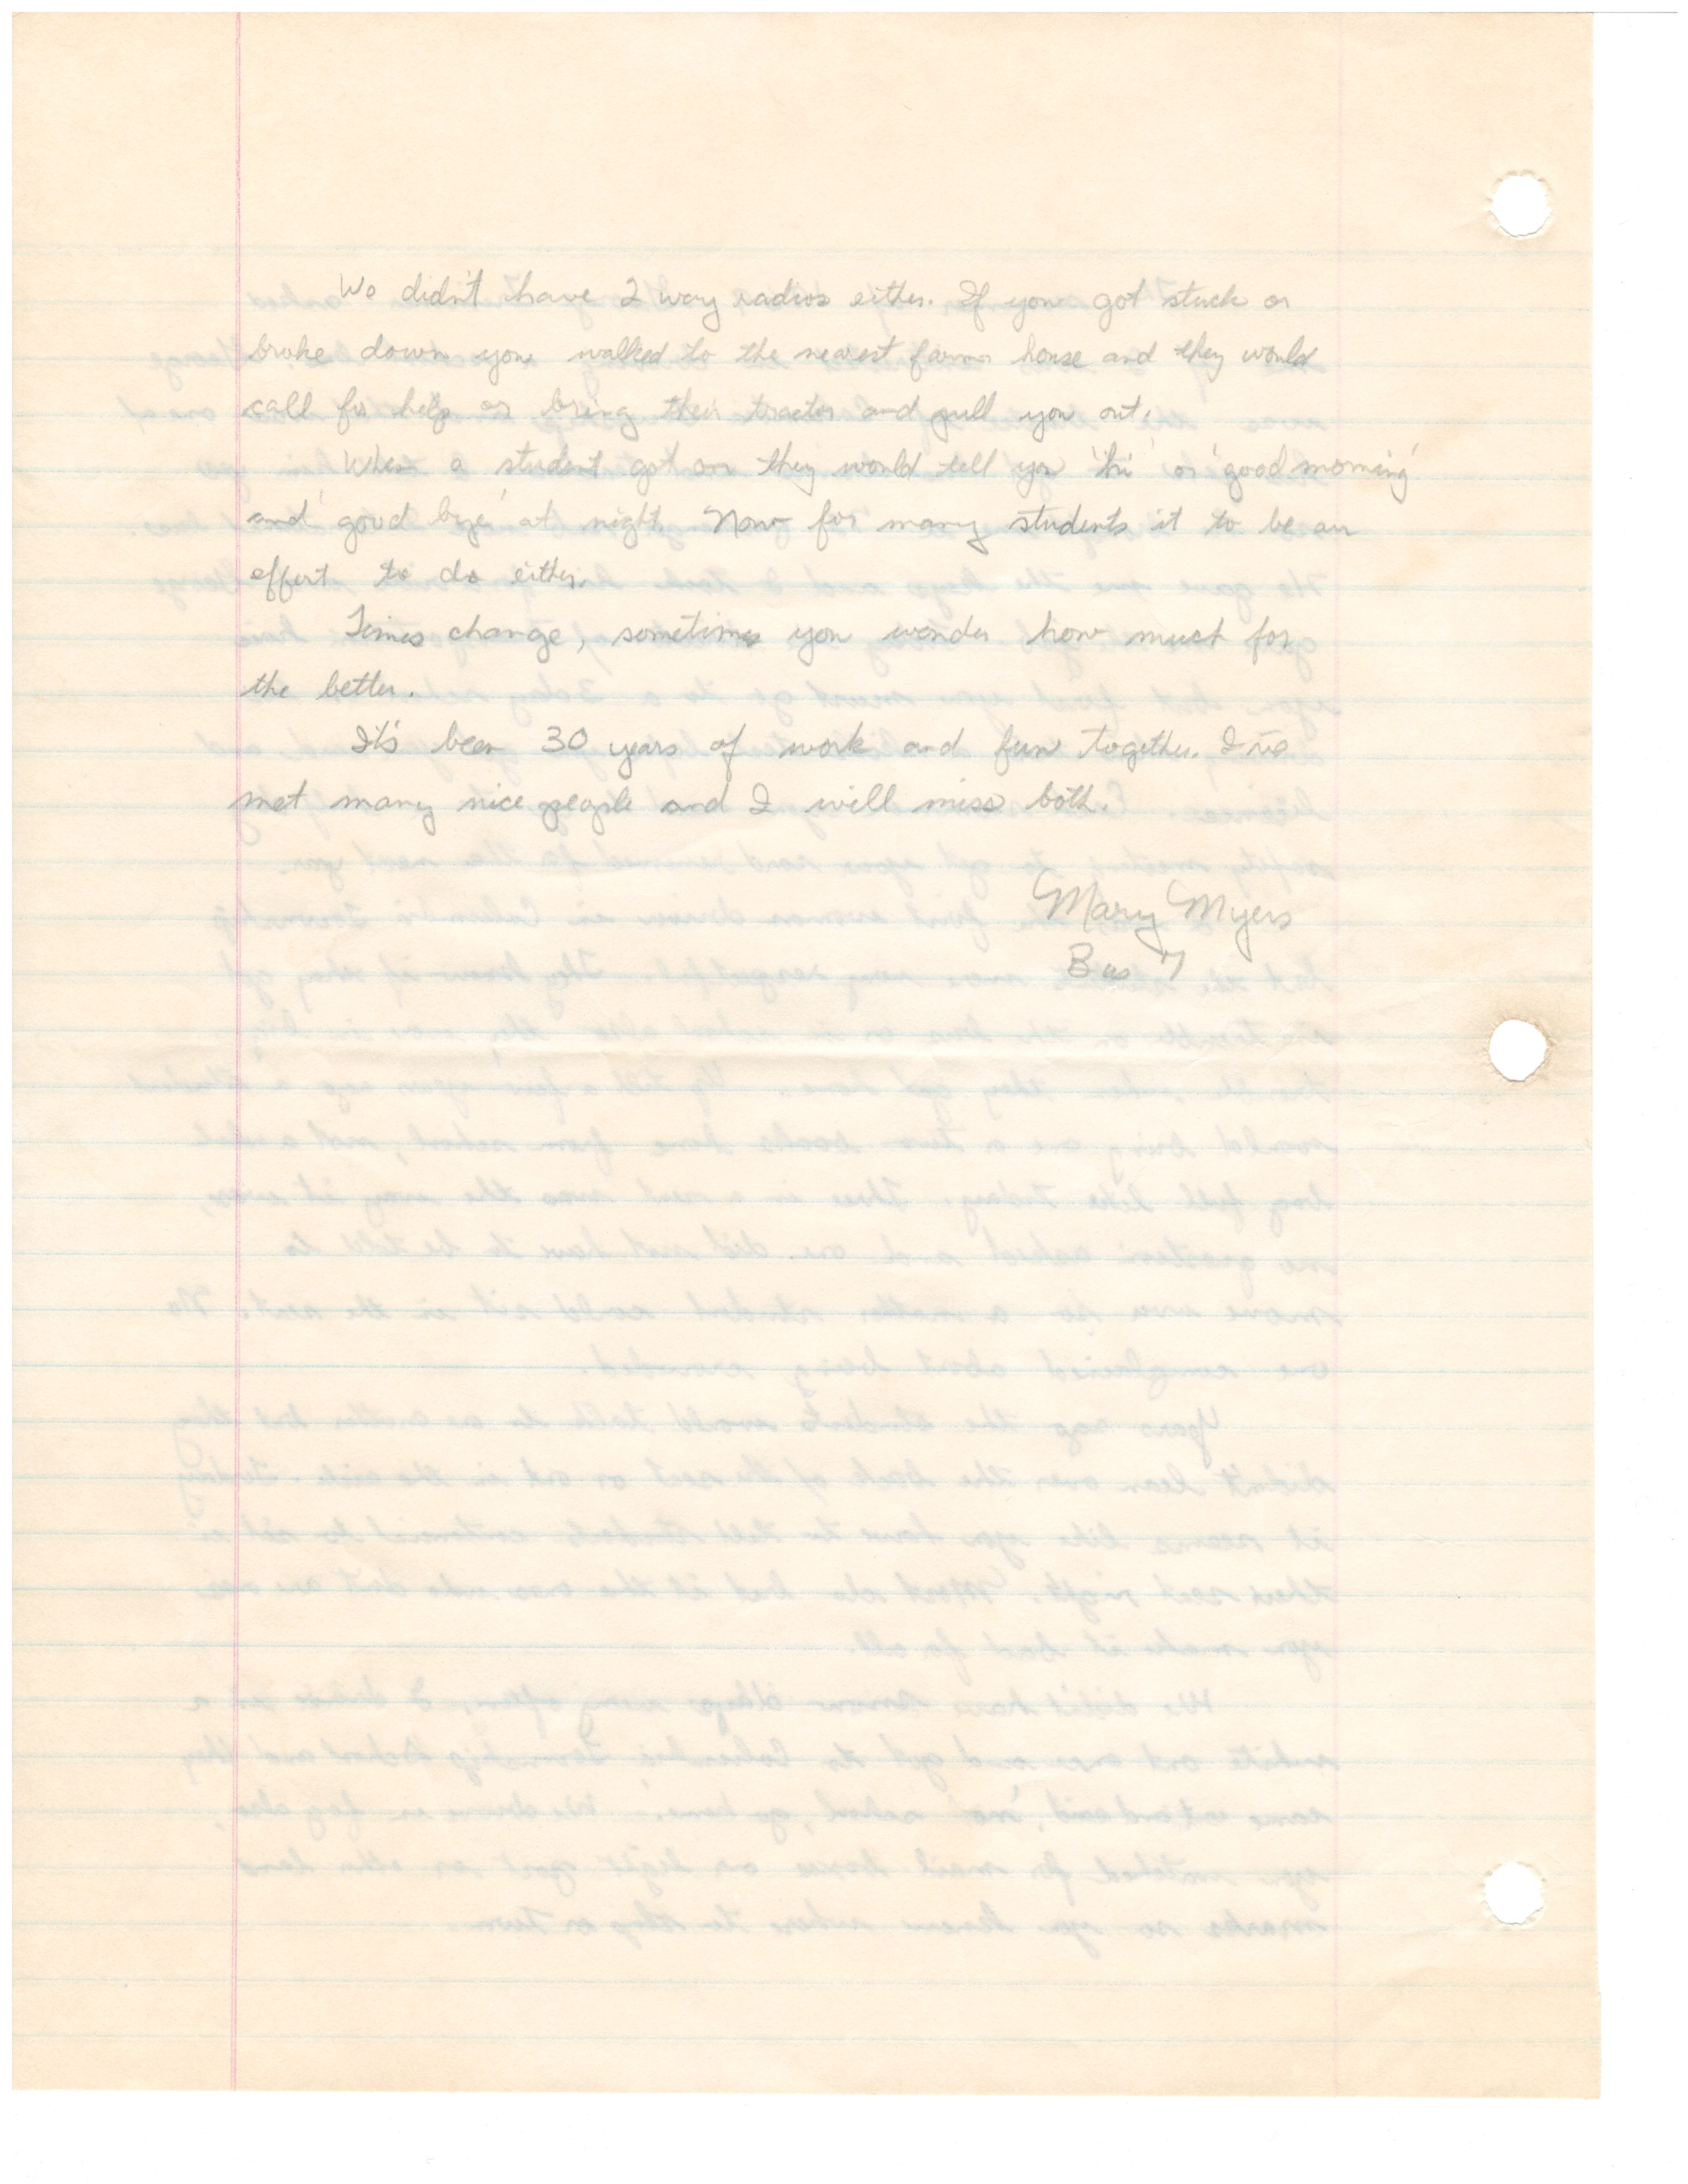 We didn't have 2 way radios either. If you got stuck or
broke down you walked to the nearest farm house and they would
call for help or bring their tractor and pull you out.
When a student got on they would tell you 'hi' or 'good morning'
and 'good bye' at night. Now for many students it to be an
effort to do either.
Times change, sometimes you wonder how much for
the better.
It's been 30 years of work and fun together. I've
met many nice people and I will miss both.
Mary Myers
Bus 7